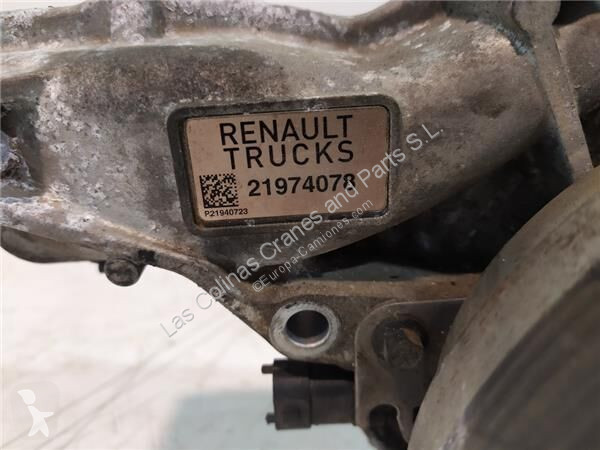 RENAULT
TRUCKS
21974078
P21940723
Las Colinas Cranes and Parts S.L.
©Europa-Camiones.com